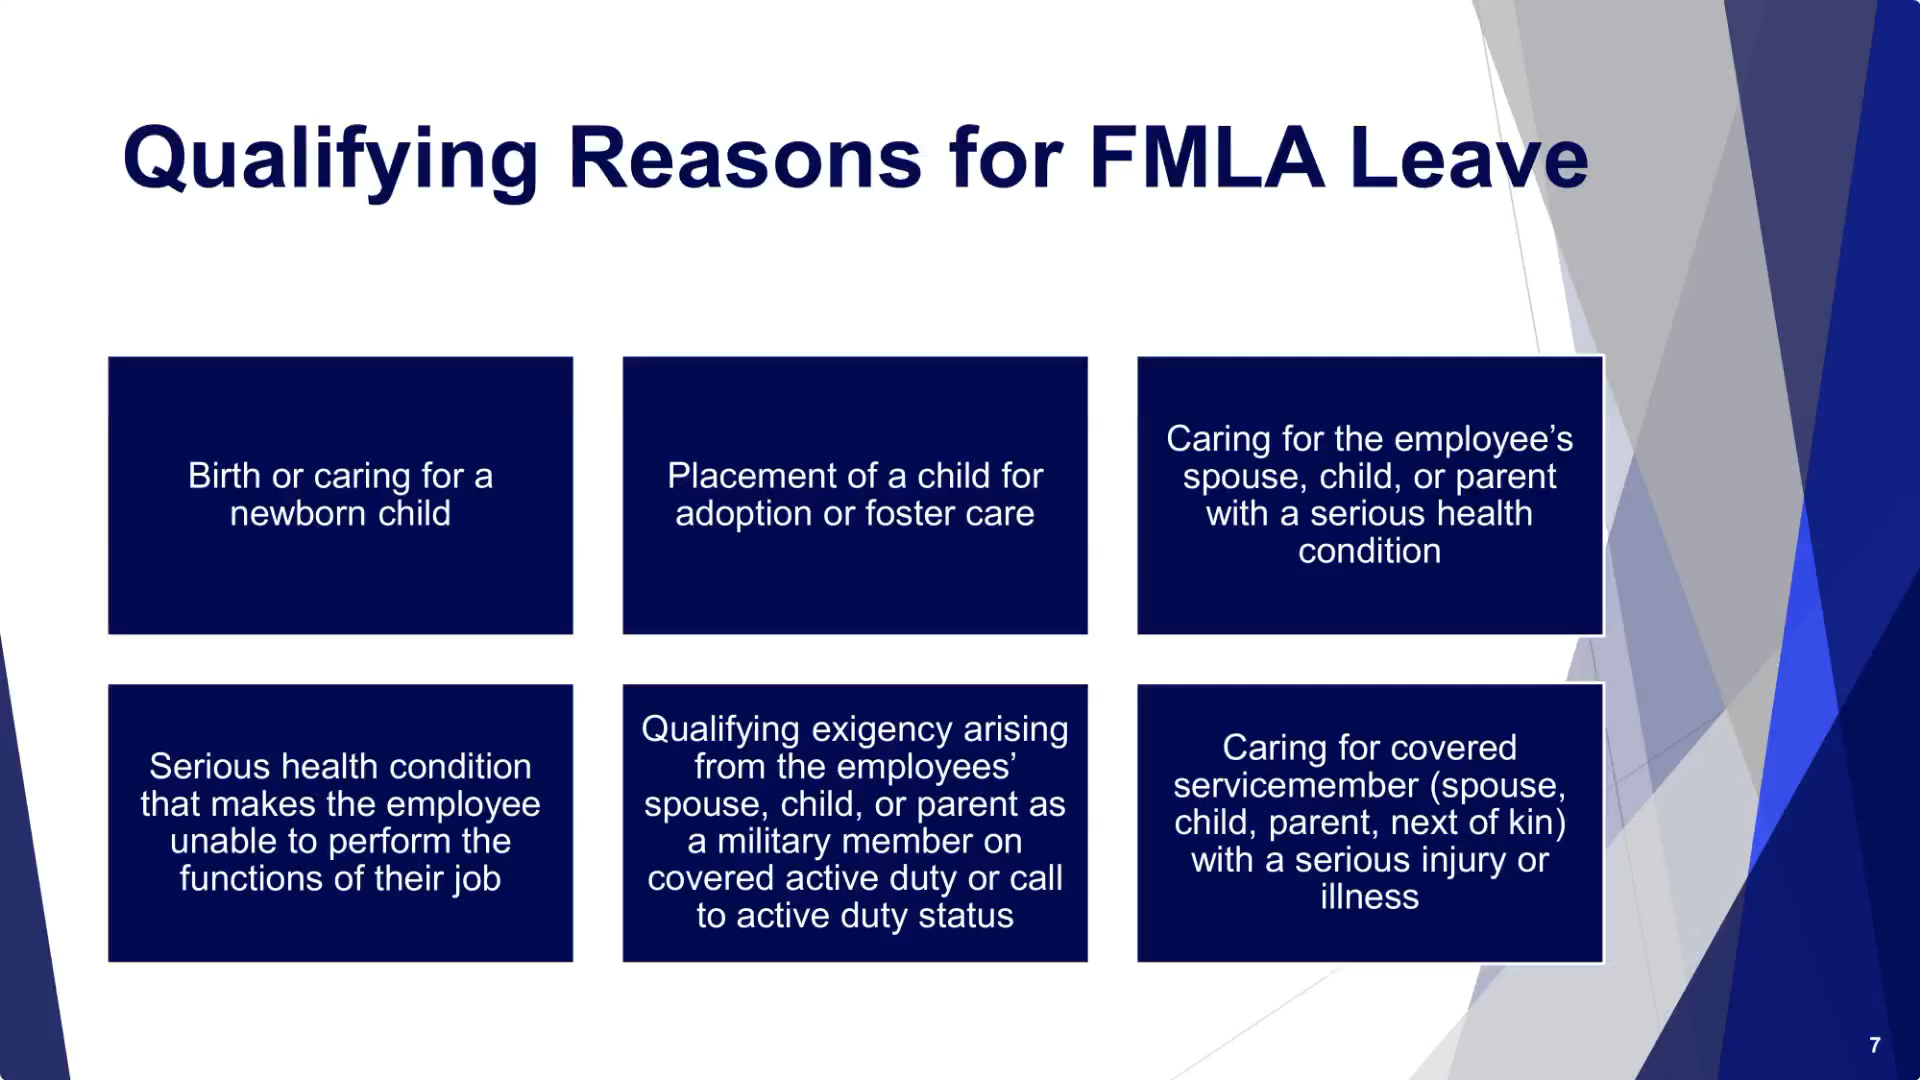 Qualifying Reasons for FMLA Leave
Birth or caring for a
newborn child
Placement of a child for
adoption or foster care
Caring for the employee’s
spouse, child, or parent
with a serious health
condition
Serious health condition
that makes the employee
unable to perform the
functions of their job
Qualifying exigency arising
from the employees’
spouse, child, or parent as
a military member on
covered active duty or call
to active duty status
Caring for covered
servicemember (spouse,
child, parent, next of kin)
with a serious injury or
illness
7